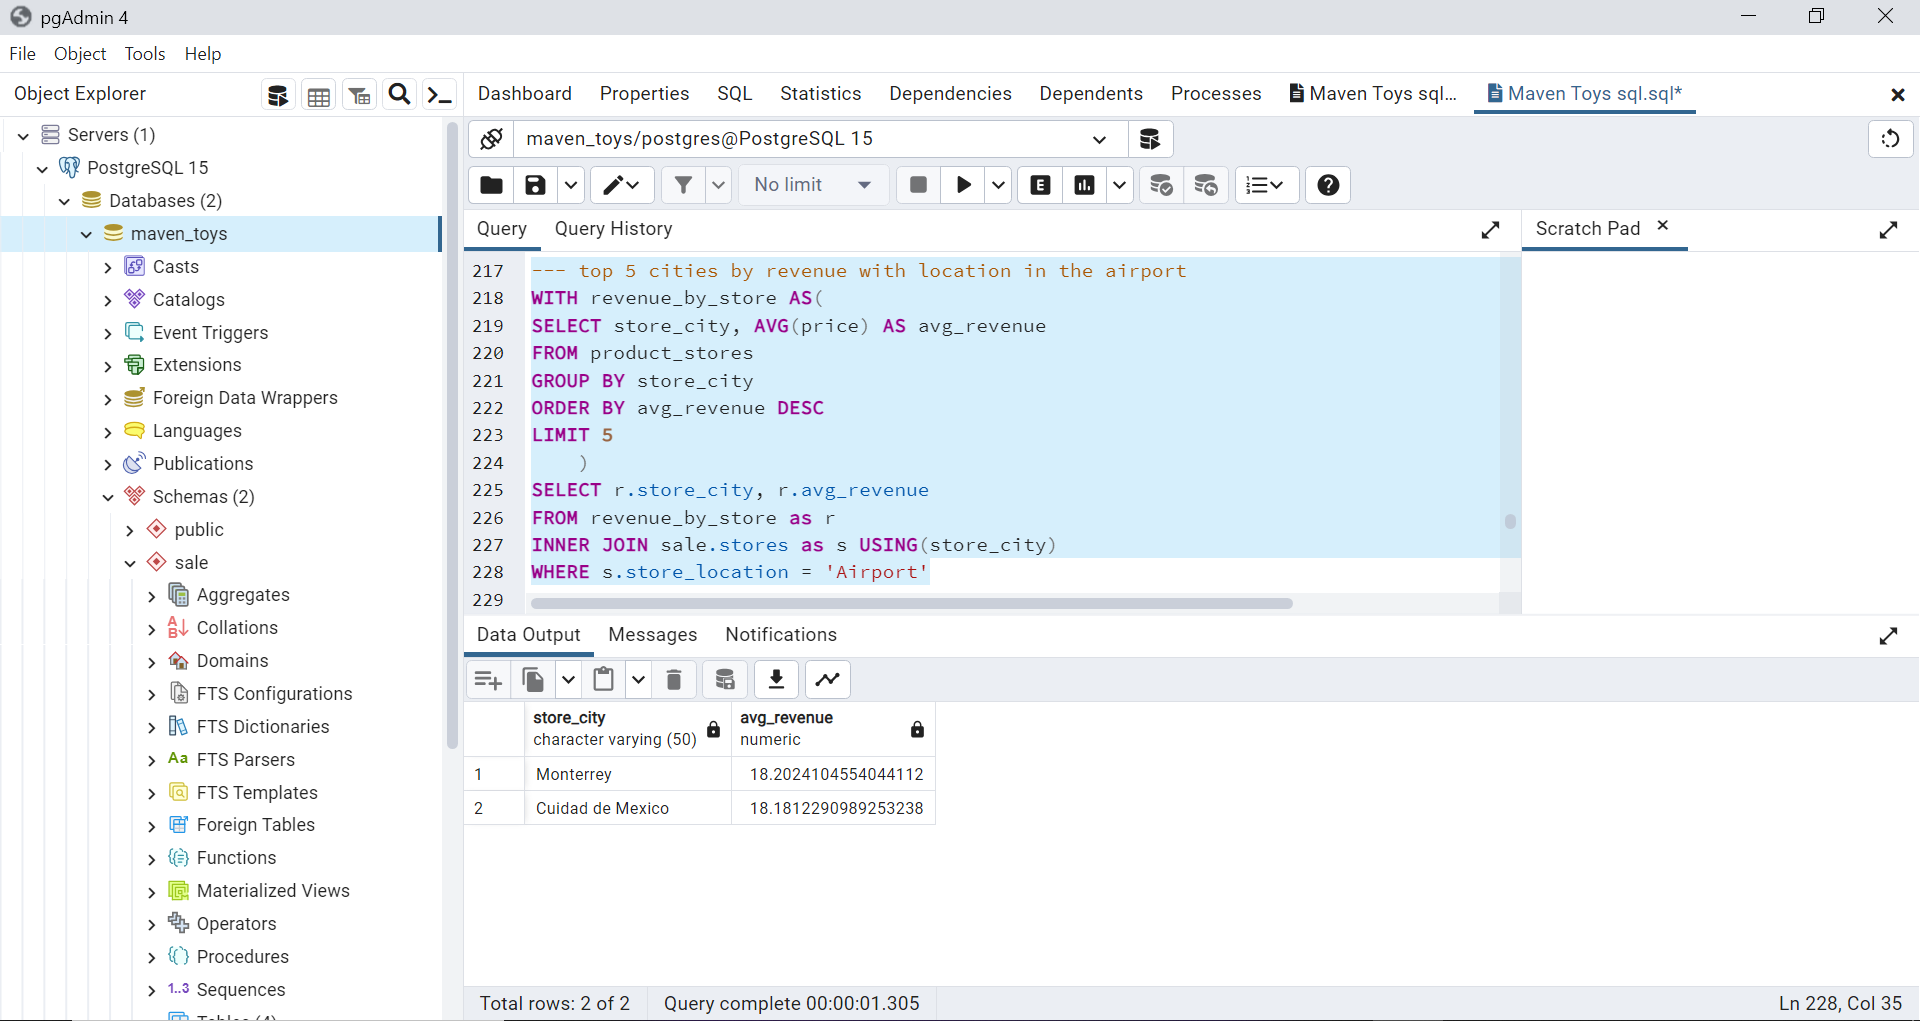 pgAdmin 4
File Object Tools Help
Object Explorer
Dashboard Properties SQL Statistics Dependencies Dependents Processes Maven Toys sql... Maven Toys sql.sql*
Servers (1)
PostgreSQL 15
Databases (2)
maven_toys
Casts
Catalogs
Event Triggers
Extensions
Foreign Data Wrappers
Languages
Publications
Schemas (2)
public
sale
Aggregates
A
B
Collations
Domains
FTS Configurations
FTS Dictionaries
Aa FTS Parsers
FTS Templates
Foreign Tables
Functions
Materialized Views
Operators
Procedures
1..3 Sequences
Tables (4)
maven_toys/postgres@PostgreSQL 15
No limit
E
Query Query History
Scratch Pad
217 --- top 5 cities by revenue with location in the airport
218 WITH revenue_by_store AS(
219 SELECT store_city, AVG(price) AS avg_revenue
220 FROM product_stores
221 GROUP BY store_city
222 ORDER BY avg_revenue DESC
223 LIMIT 5
224 )
225 SELECT r.store_city, r.avg_revenue
226 FROM revenue_by_store as r
227 INNER JOIN sale.stores as s USING(store_city)
228 WHERE s.store_location = 'Airport'
229
Data Output Messages Notifications
store_city avg_revenue
character varying (50) numeric
1 Monterrey 18.2024104554044112
2 Cuidad de Mexico 18.1812290989253238
Total rows: 2 of 2 Query complete 00:00:01.305 Ln 228, Col 35